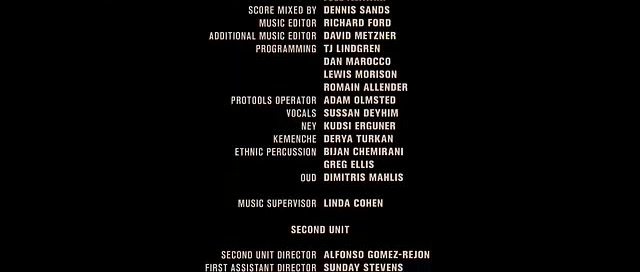 SCORE MIXED BY DENNIS SANDS
MUSIC EDITOR RICHARD FORD
ADDITIONAL MUSIC EDITOR DAVID METZNER
PROGRAMMING TJ LINDGREN
DAN MAROCCO
LEWIS MORISON
ROMAIN ALLENDER
PROTOOLS OPERATOR ADAM OLMSTED
VOCALS SUSSAN DEYHIM
NEY KUDSI ERGUNER
KEMENCHE DERYA TURKAN
ETHNIC PERCUSSION BIJAN CHEMIRANI
GREG ELLIS
OUD DIMITRIS MAHLIS
MUSIC SUPERVISOR LINDA COHEN
SECOND UNIT
SECOND UNIT DIRECTOR ALFONSO GOMEZ-REJON
FIRST ASSISTANT DIRECTOR SUNDAY STEVENS